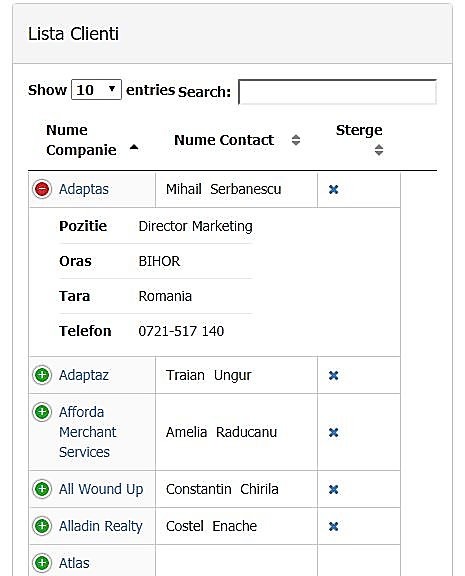 Lista Clienti
Show 10 entries Search:
Nume Companie Nume Contact Sterge
Adaptas Mihail Serbanescu
Pozitie Director Marketing
Oras BIHOR
Tara Romania
Telefon 0721-517 140
Adaptaz Traian Ungur
Afforda
Merchant Amelia Raducanu
Services
All Wound Up Constantin Chirila
Alladin Realty Costel Enache
Atlas